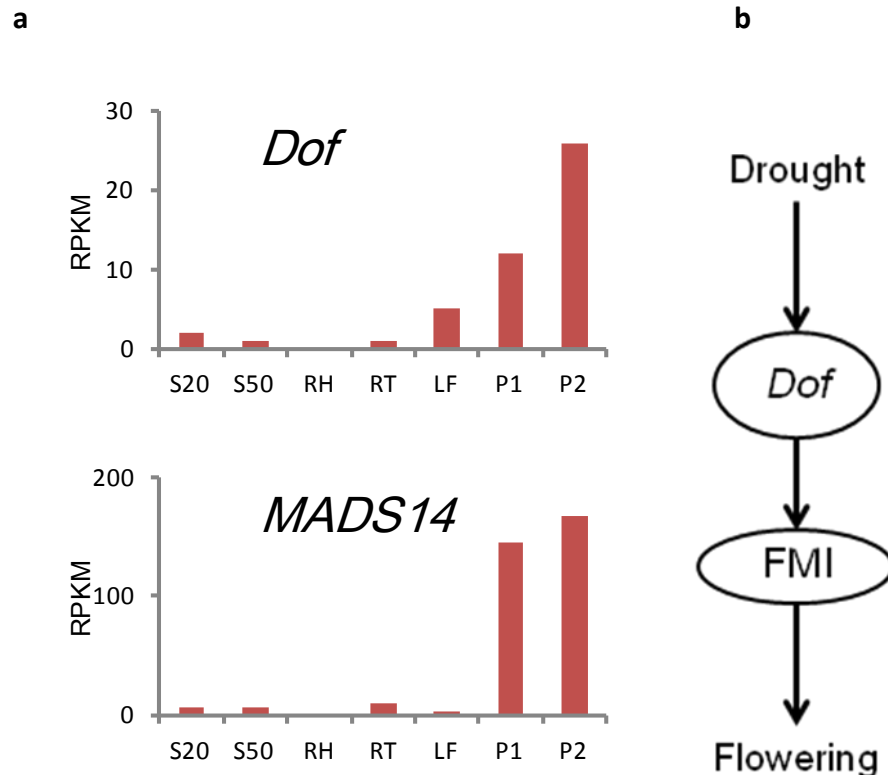 a
b
30
20
10
0
RPKM
Dof
S20 S50 RH RT LF P1 P2
200
100
0
RPKM
MADS14
S20 S50 RH RT LF P1 P2
Drought
Dof
FMI
Flowering